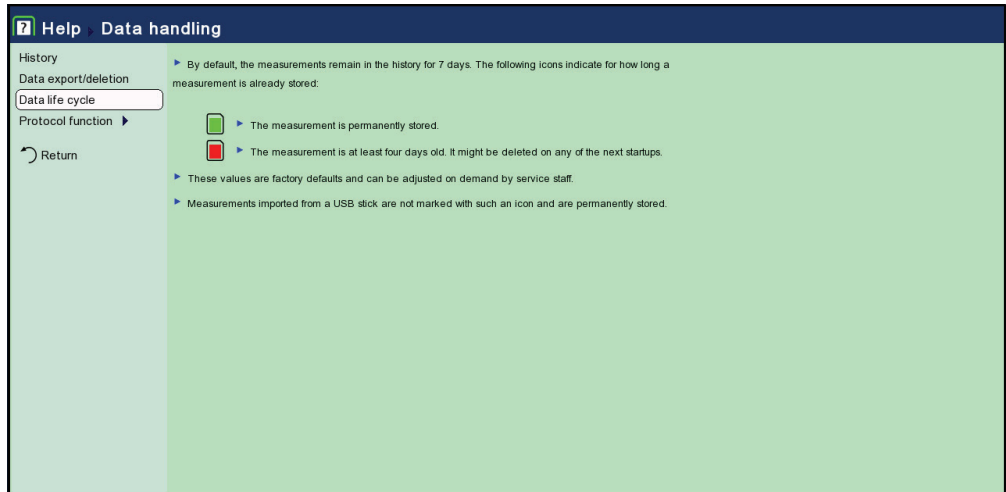 ? Help Data handling
History
Data export/deletion
Data life cycle
Protocol function
Return
By default, the measurements remain in the history for 7 days. The following icons indicate for how long a
measurement is already stored:
The measurement is permanently stored.
The measurement is at least four days old. It might be deleted on any of the next startups.
These values are factory defaults and can be adjusted on demand by service staff.
Measurements imported from a USB stick are not marked with such an icon and are permanently stored.